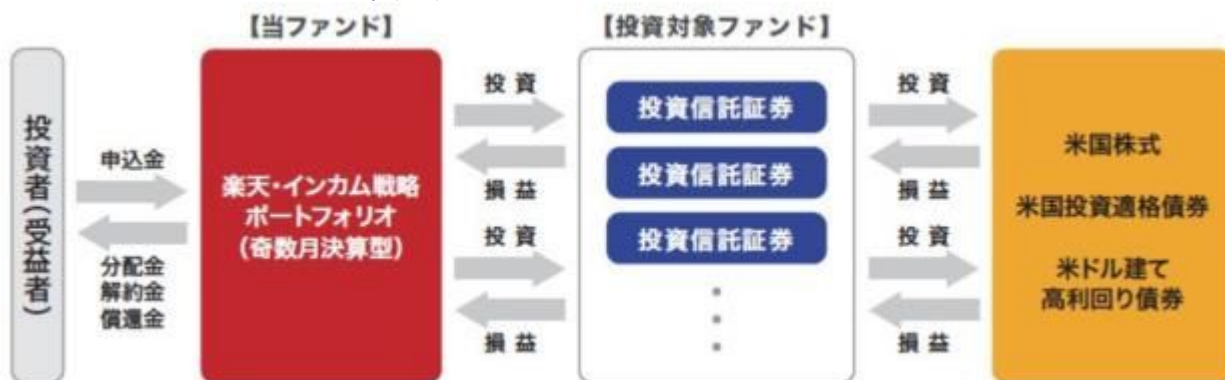 【当ファンド】
【投資対象ファンド】
投資者(受益者)
申込金
分配金
解約金
償還金
楽天・インカム戦略
ポートフォリオ
(奇数月決算型)
投 資
損 益
投 資
損 益
投資信託証券
投資信託証券
投資信託証券
投 資
損 益
投 資
損 益
米国株式
米国投資適格債券
米ドル建て
高利回り債券